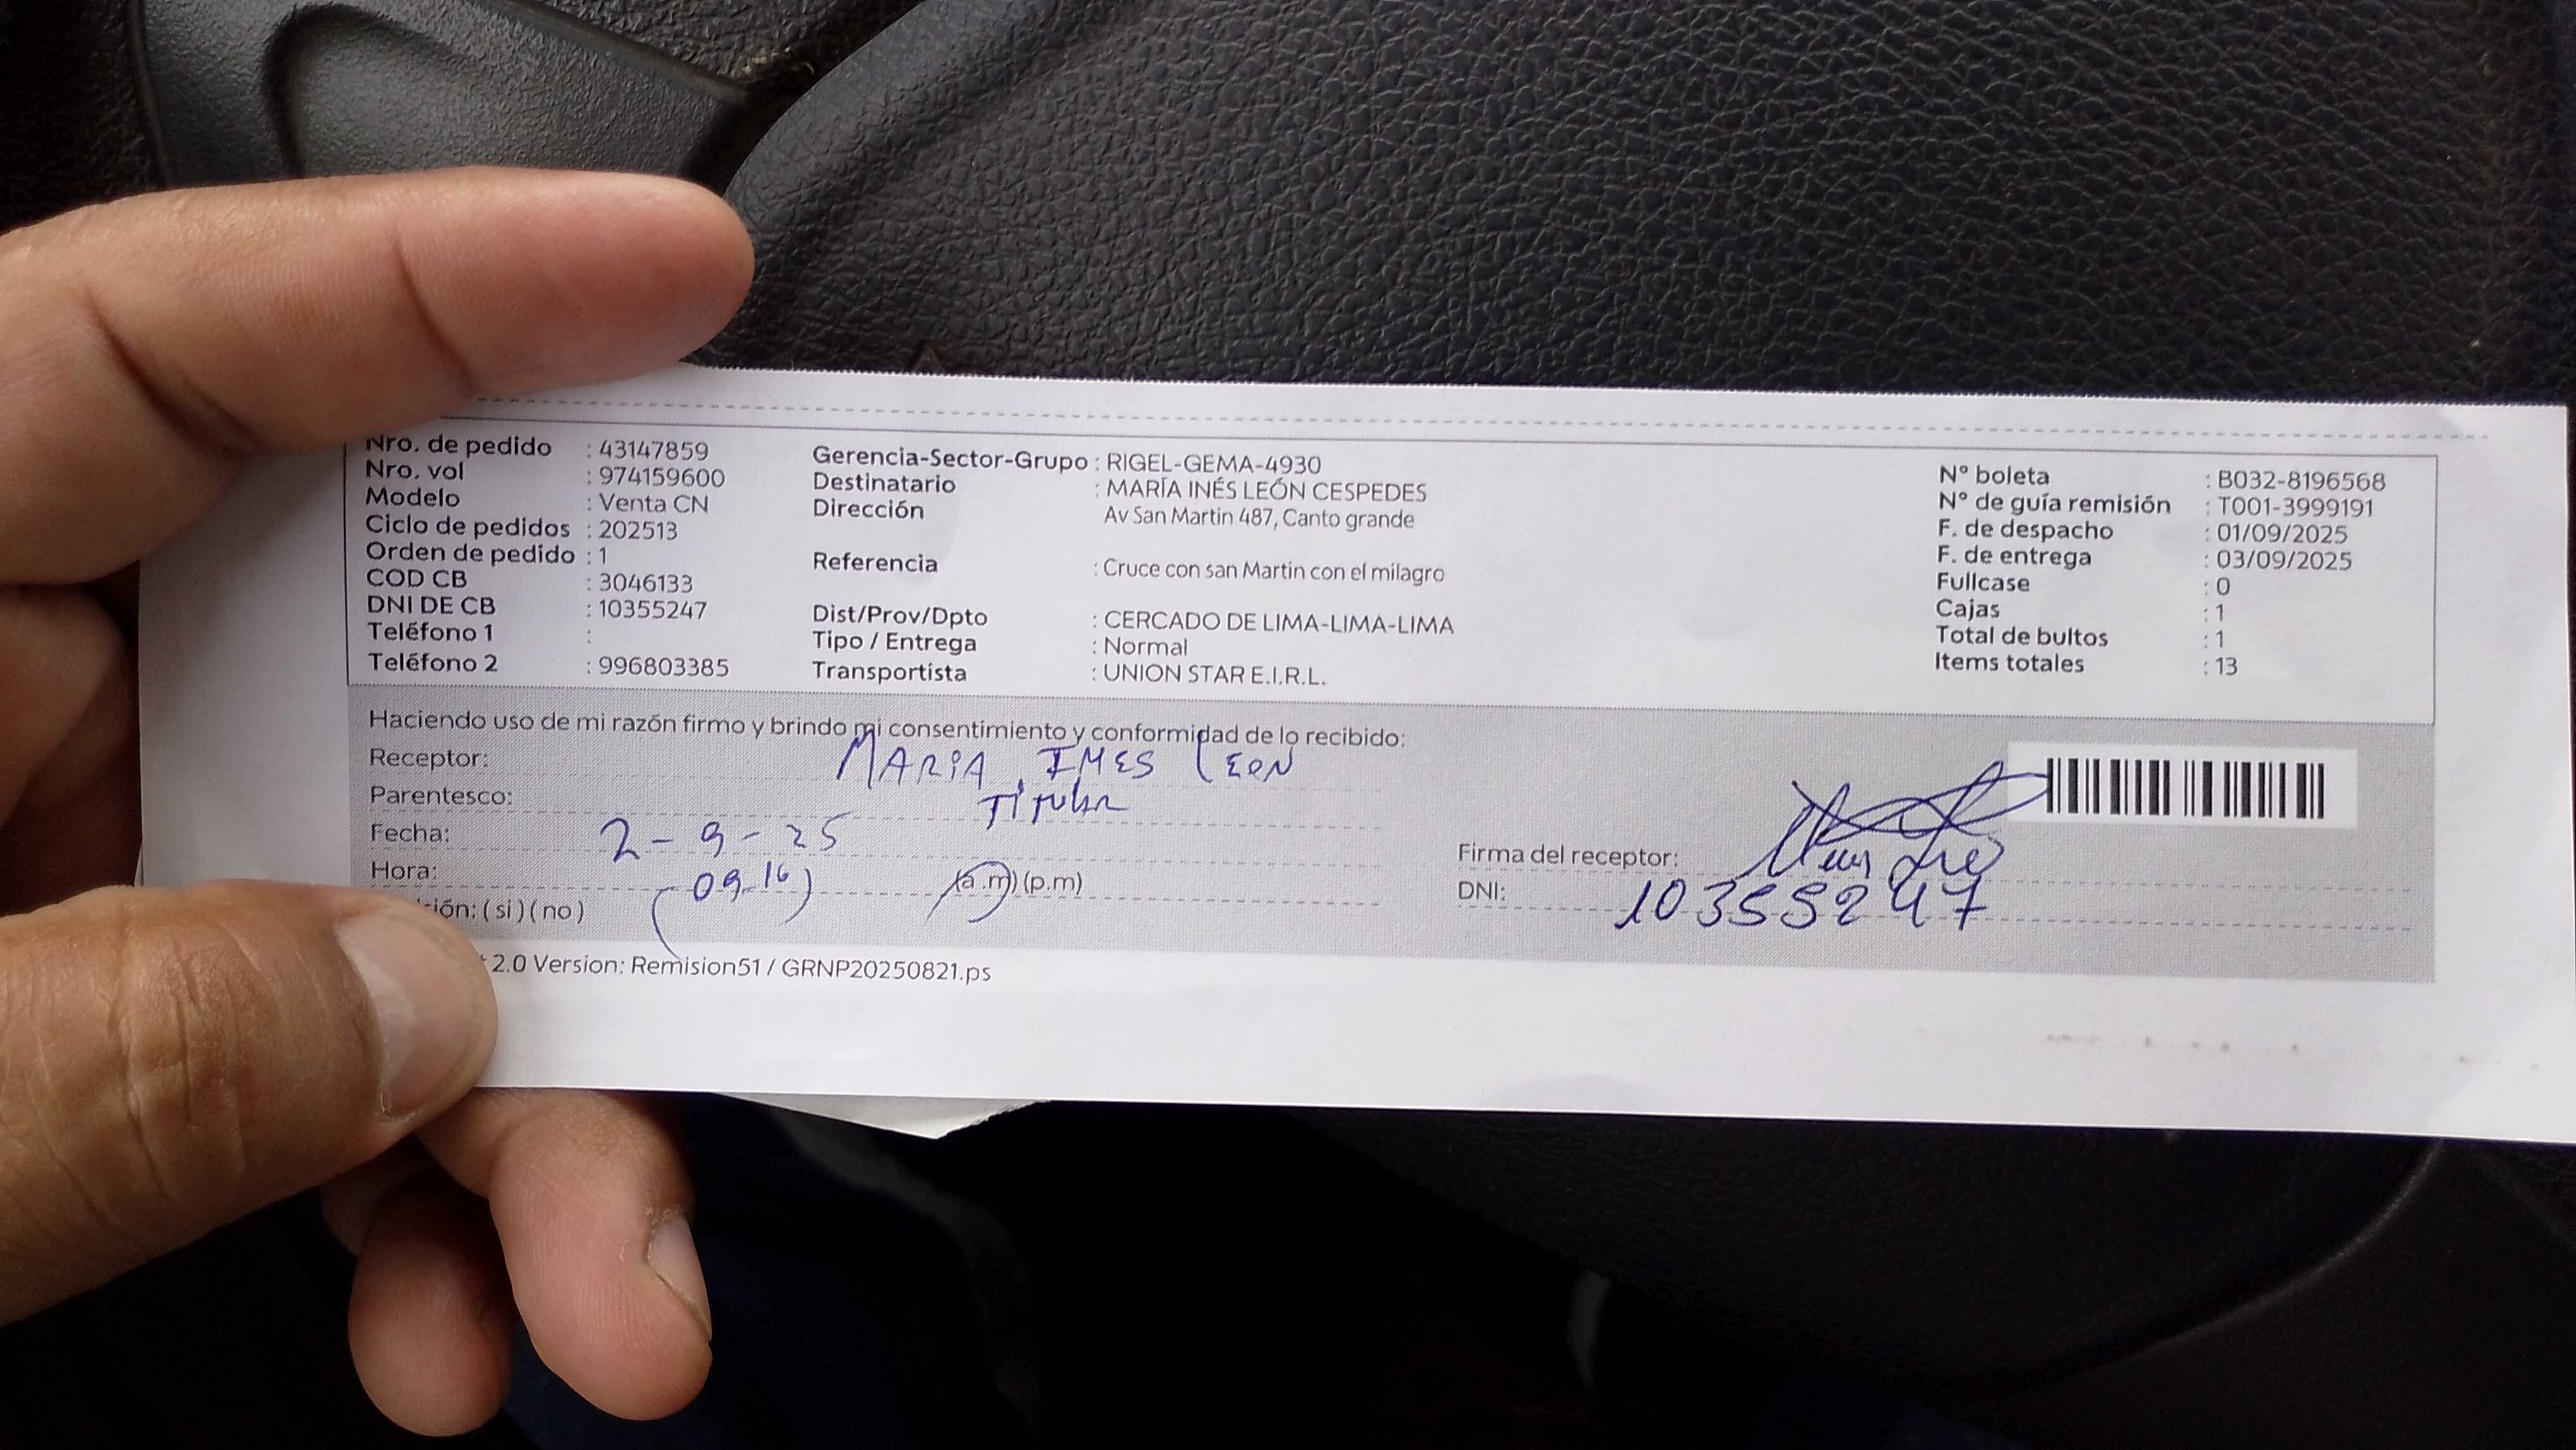 Nro. de pedido : 43147859
Nro. vol : 974159600
Modelo : Venta CN
Ciclo de pedidos : 202513
Orden de pedido : 1
COD CB : 3046133
DNI DE CB : 10355247
Teléfono 1 :
Teléfono 2 : 996803385
Gerencia-Sector-Grupo : RIGEL-GEMA-4930
Destinatario : MARÍA INÉS LEÓN CESPEDES
Dirección Av San Martin 487, Canto grande
Referencia : Cruce con san Martin con el milagro
Dist/Prov/Dpto : CERCADO DE LIMA-LIMA-LIMA
Tipo / Entrega : Normal
Transportista : UNION STAR E.I.R.L.
N° boleta : B032-8196568
N° de guía remisión : T001-3999191
F. de despacho : 01/09/2025
F. de entrega : 03/09/2025
Fullcase : 0
Cajas : 1
Total de bultos : 1
Items totales : 13
Haciendo uso de mi razón firmo y brindo mi consentimiento y conformidad de lo recibido:
Receptor: MARIA INES LEON
Parentesco: TITULAR
Fecha: 2-9-25
Hora: (09-16) (a.m) (p.m)
ión: ( si ) ( no )
Firma del receptor:
DNI: 10355247
2.0 Version: Remision51 / GRNP20250821.ps